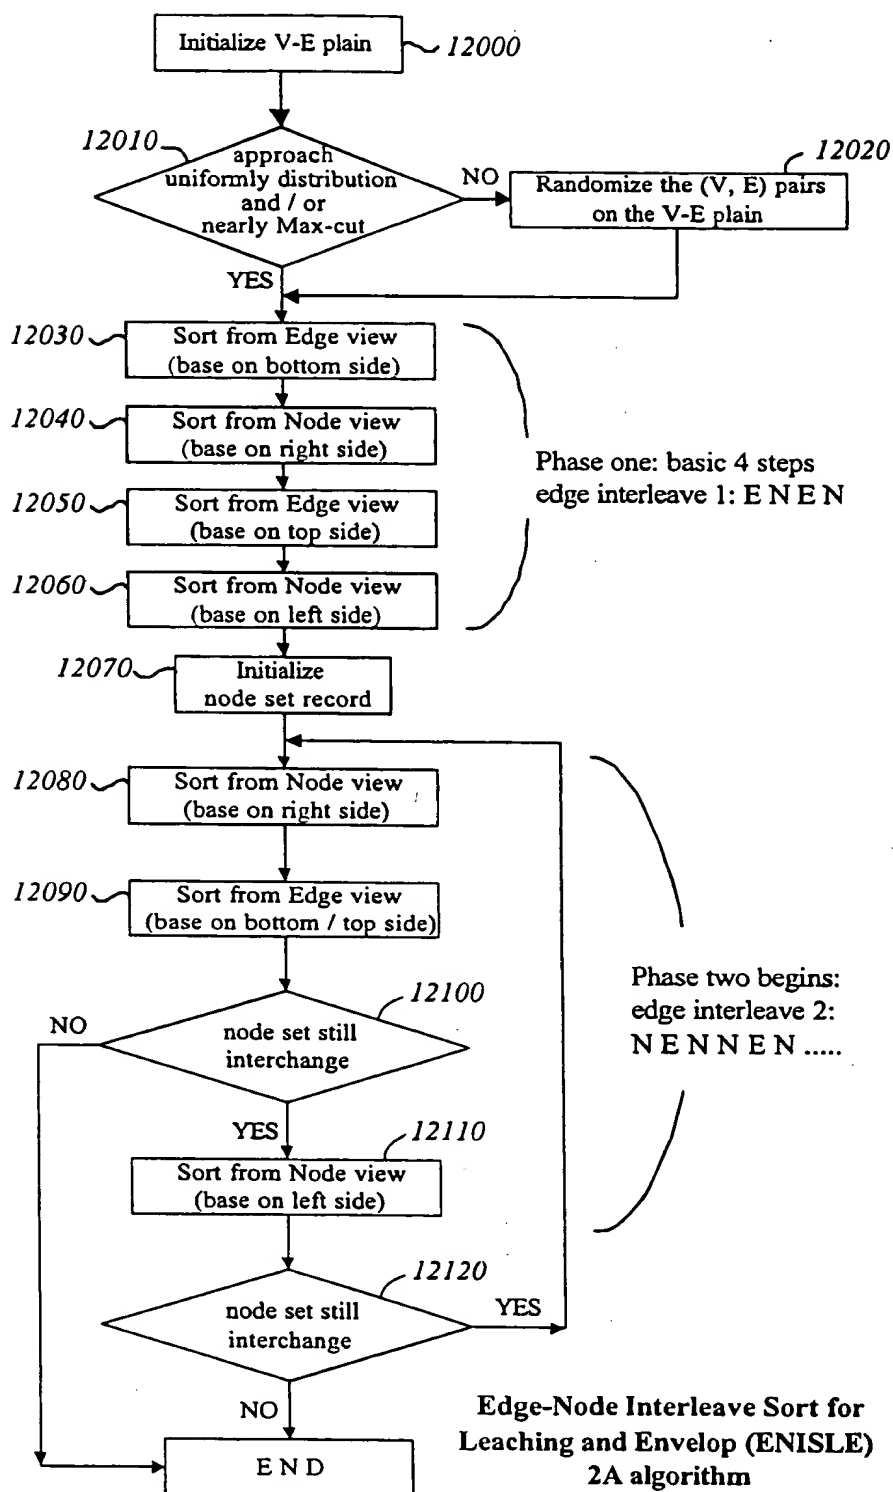 Initialize V-E plain
12000
12010
approach
uniformly distribution
and / or
nearly Max-cut
NO
12020
Randomize the (V, E) pairs
on the V-E plain
YES
12030
Sort from Edge view
(base on bottom side)
12040
Sort from Node view
(base on right side)
12050
Sort from Edge view
(base on top side)
12060
Sort from Node view
(base on left side)
Phase one: basic 4 steps
edge interleave 1: E N E N
12070
Initialize
node set record
12080
Sort from Node view
(base on right side)
12090
Sort from Edge view
(base on bottom / top side)
12100
NO
node set still
interchange
Phase two begins:
edge interleave 2:
N E N N E N .....
YES
12110
Sort from Node view
(base on left side)
12120
node set still
interchange
YES
NO
E N D
Edge-Node Interleave Sort for
Leaching and Envelop (ENISLE)
2A algorithm